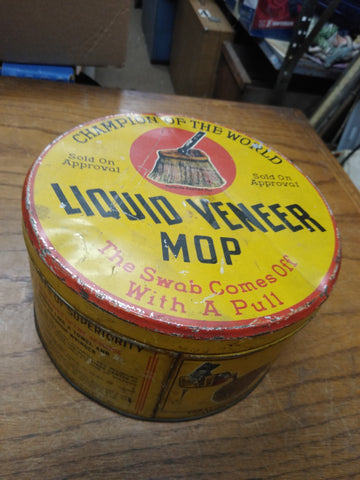 CHAMPION OF THE WORLD
Sold On
Approval
Sold On
Approval
LIQUID VENEER
MOP
The Swab Comes Off
With A Pull
SUPERIORITY